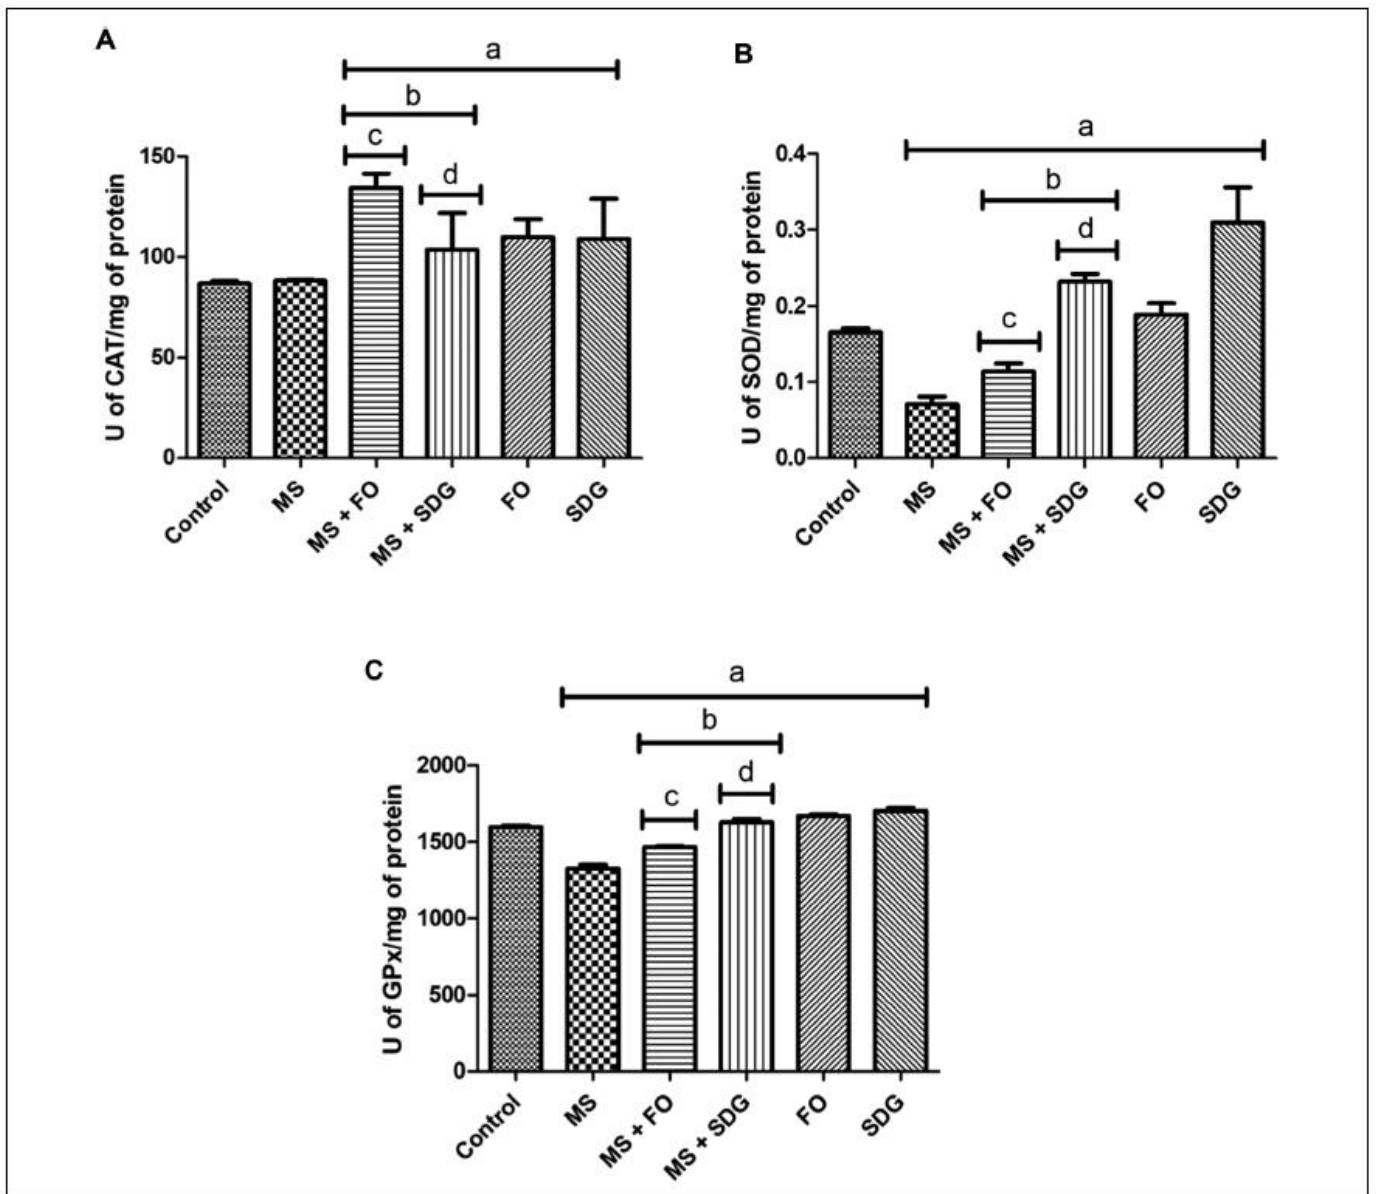 A
a
b
c
d
U of CAT/mg of protein
150
100
50
0
Control
MS
MS + FO
MS + SDG
FO
SDG
B
a
b
d
c
U of SOD/mg of protein
0.4
0.3
0.2
0.1
0.0
Control
MS
MS + FO
MS + SDG
FO
SDG
C
a
b
d
c
U of GPx/mg of protein
2000
1500
1000
500
0
Control
MS
MS + FO
MS + SDG
FO
SDG